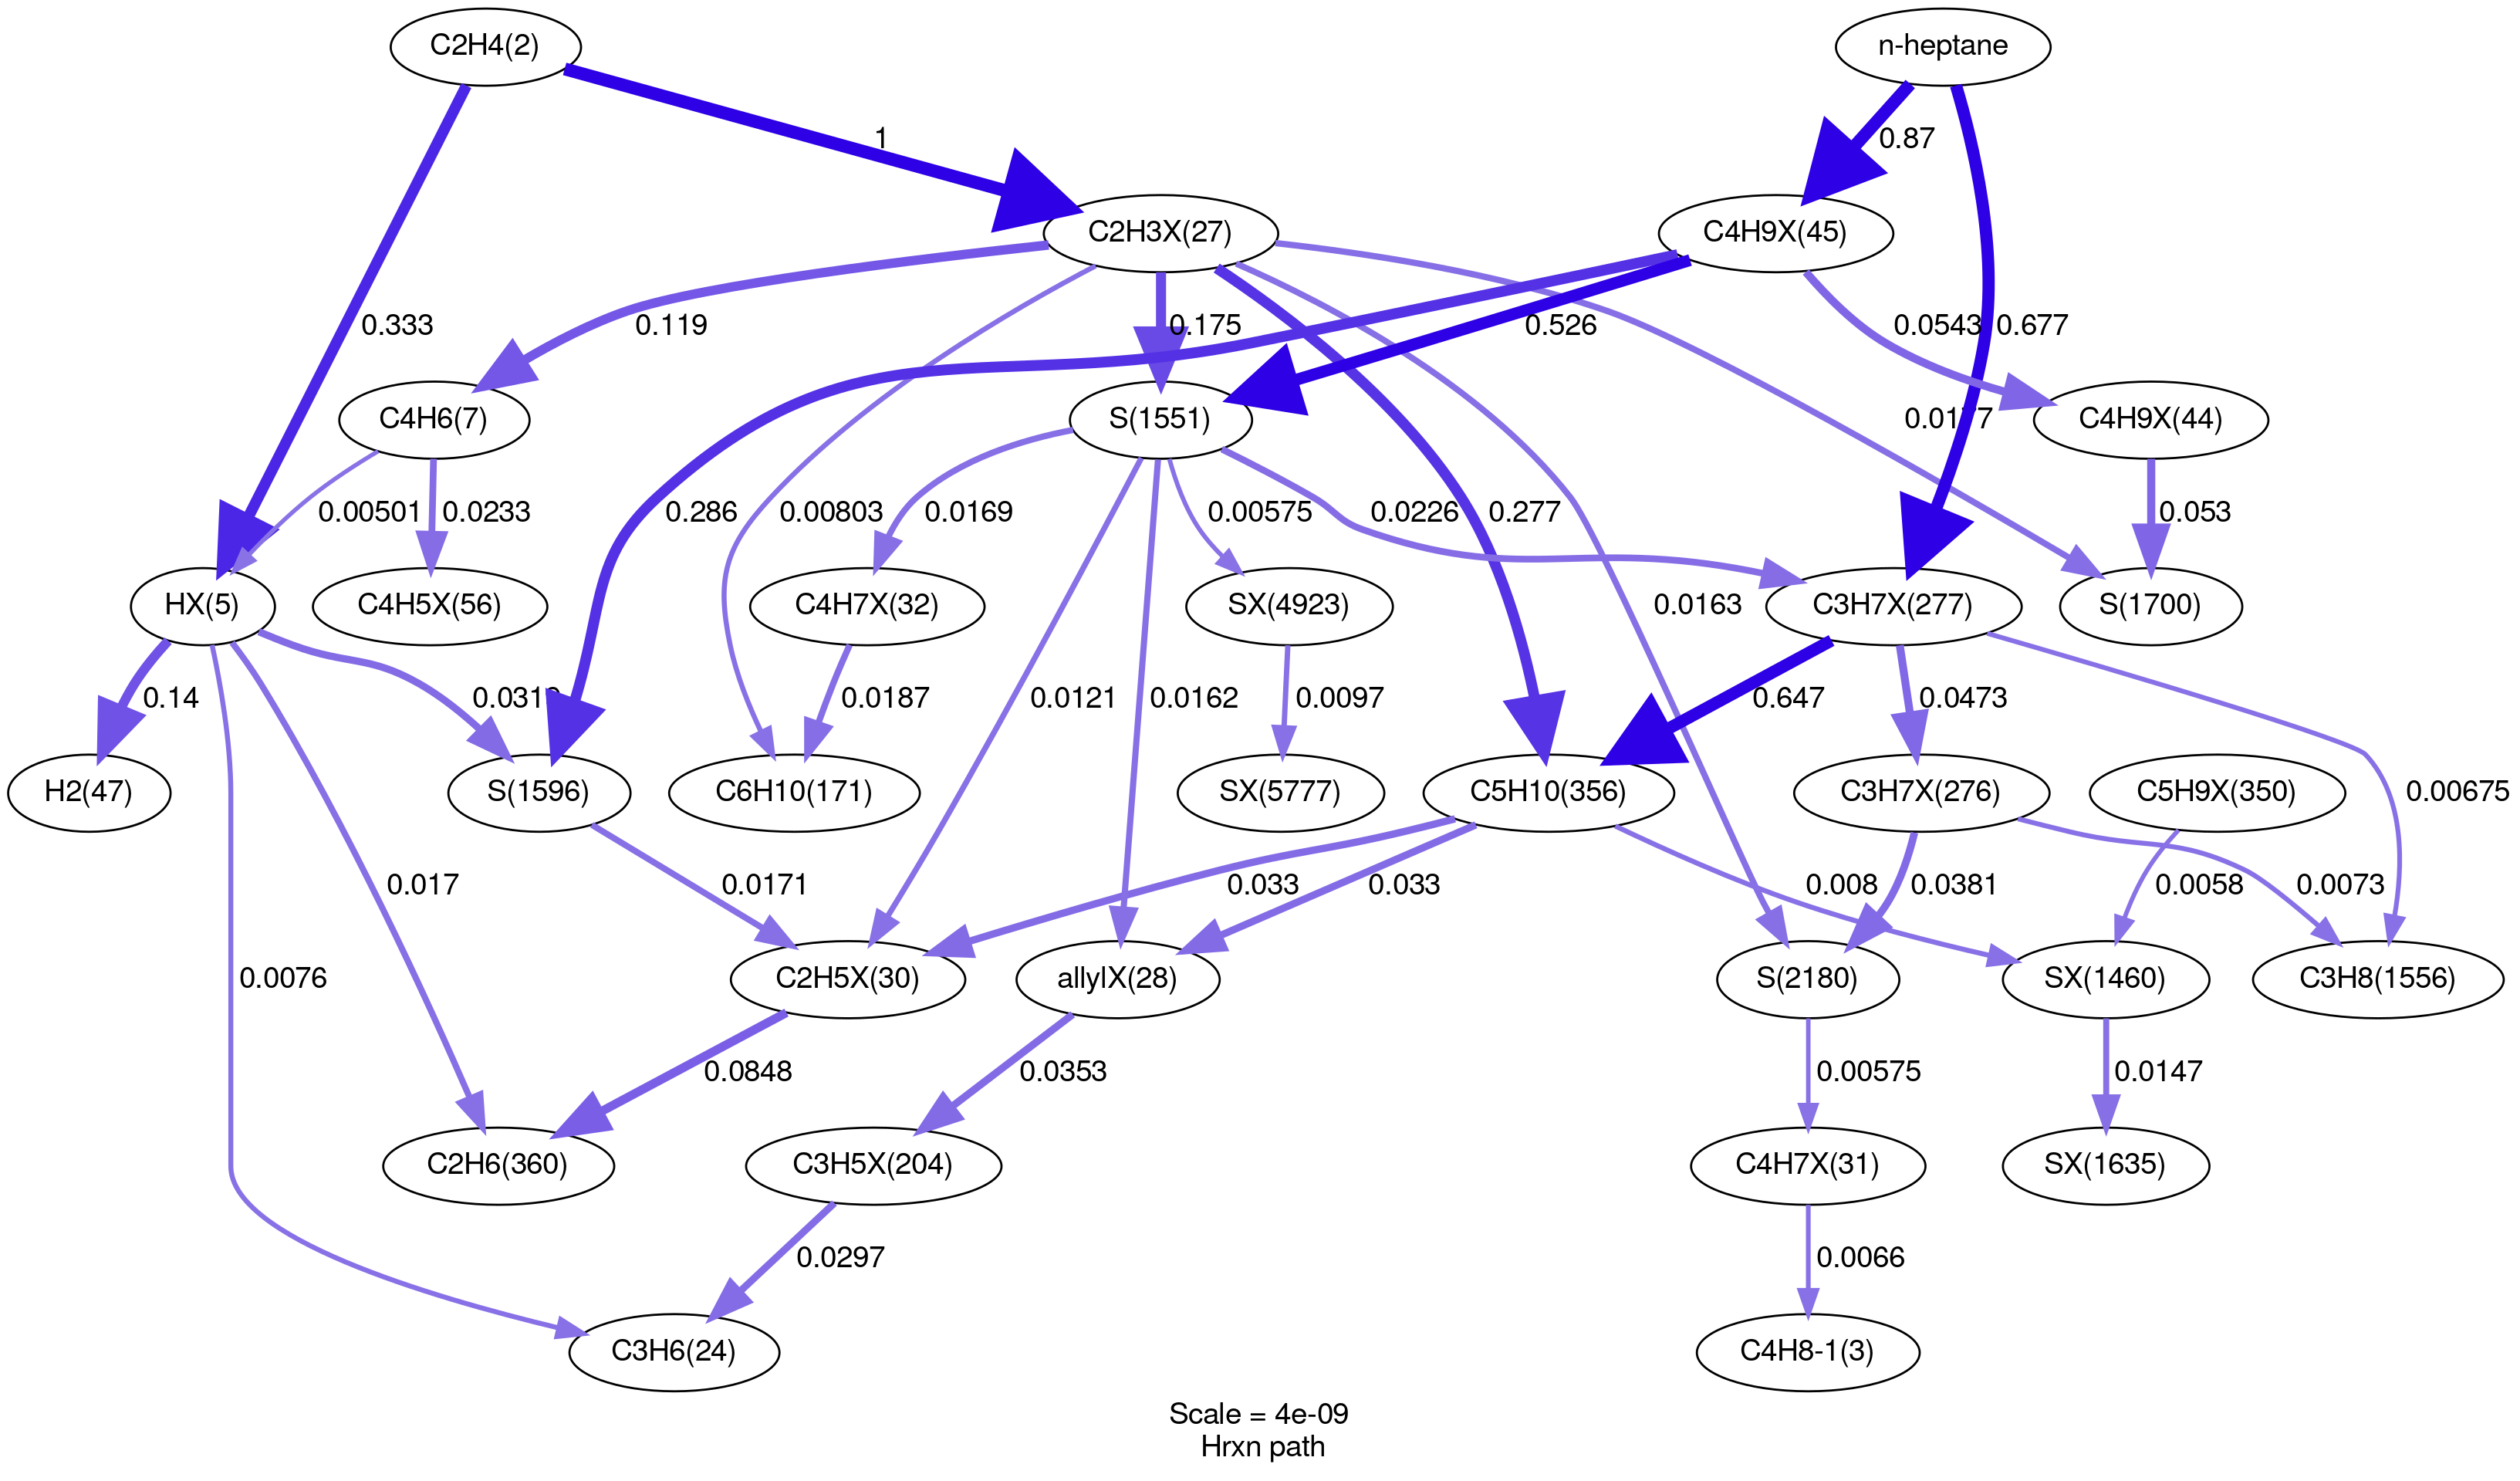 C2H4(2)
n-heptane
1
0.87
C2H3X(27)
C4H9X(45)
0.333
0.119
0.175
0.526
0.0543
0.677
C4H6(7)
S(1551)
C4H9X(44)
0.00501
0.0233
0.286
0.00803
0.0169
0.00575
0.0226
0.277
0.053
HX(5)
C4H5X(56)
C4H7X(32)
SX(4923)
C3H7X(277)
S(1700)
0.14
0.0187
0.0121
0.0162
0.0097
0.0163
0.647
0.0473
H2(47)
S(1596)
C6H10(171)
SX(5777)
C5H10(356)
C3H7X(276)
C5H9X(350)
0.00675
0.017
0.0171
0.033
0.033
0.008
0.0381
0.0058
0.0073
0.0076
C2H5X(30)
allylX(28)
S(2180)
SX(1460)
C3H8(1556)
0.0848
0.0353
0.00575
0.0147
C2H6(360)
C3H5X(204)
C4H7X(31)
SX(1635)
0.0297
0.0066
C3H6(24)
C4H8-1(3)
Scale = 4e-09
Hrxn path